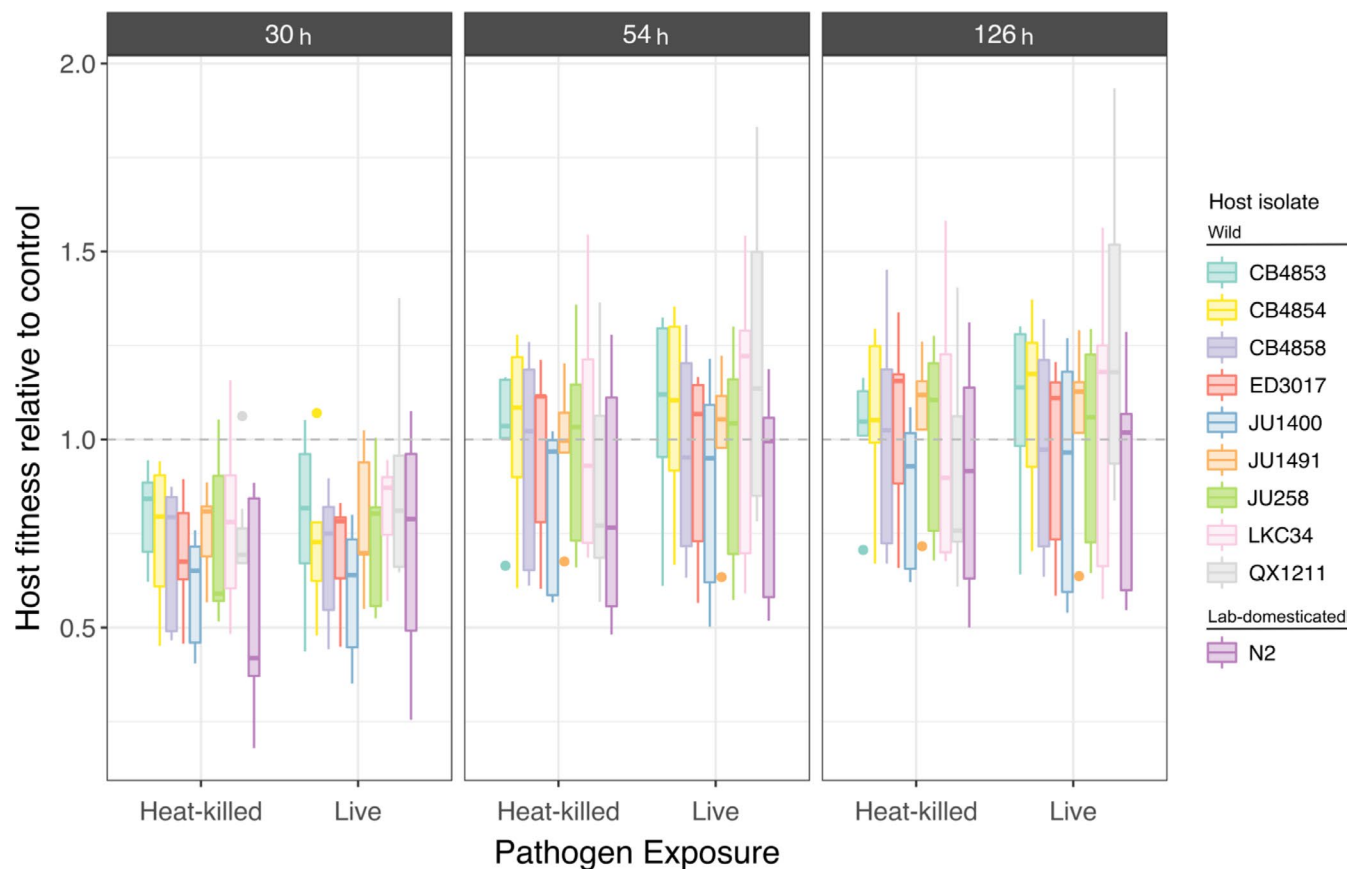 30 h
54 h
126 h
2.0
1.5
1.0
0.5
Host fitness relative to control
Heat-killed
Live
Heat-killed
Live
Heat-killed
Live
Pathogen Exposure
Host isolate
Wild
CB4853
CB4854
CB4858
ED3017
JU1400
JU1491
JU258
LKC34
QX1211
Lab-domesticated
N2